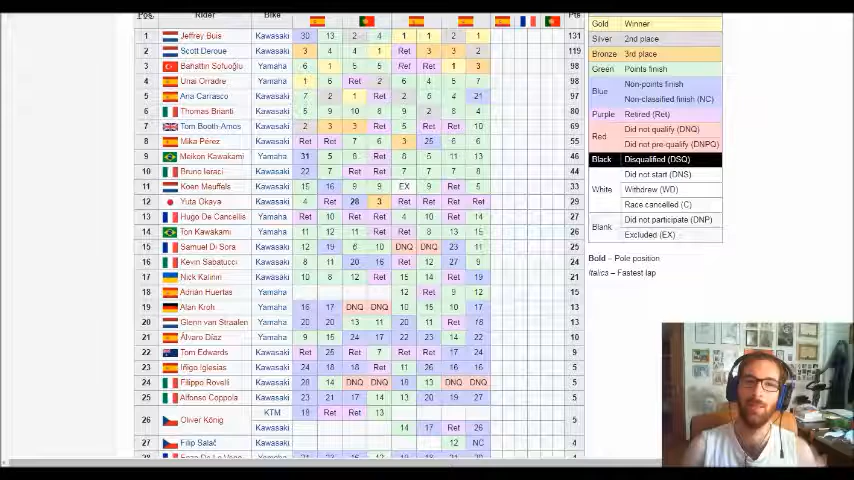 Pos. Rider Bike Pts
1 Jeffrey Buis Kawasaki 30 13 2 4 1 1 2 1 131
2 Scott Deroue Kawasaki 3 4 4 1 Ret 3 3 2 119
3 Bahattin Sofuoğlu Yamaha 6 1 5 5 Ret Ret 1 3 98
4 Unai Orradre Yamaha 1 6 Ret 2 6 4 5 7 98
5 Ana Carrasco Kawasaki 7 2 1 Ret 2 6 4 21 97
6 Thomas Brianti Kawasaki 5 9 10 8 9 2 8 4 80
7 Tom Booth-Amos Kawasaki 2 3 3 Ret 5 Ret Ret 10 69
8 Mika Pérez Kawasaki Ret Ret 7 6 3 25 6 6 55
9 Meikon Kawakami Yamaha 31 5 8 Ret 8 5 11 13 46
10 Bruno Ieraci Kawasaki 22 7 Ret Ret 7 7 7 8 44
11 Koen Meuffels Kawasaki 15 16 9 9 EX 9 Ret 5 33
12 Yuta Okaya Kawasaki 4 Ret 28 3 Ret Ret Ret Ret 29
13 Hugo De Cancellis Yamaha Ret 10 Ret Ret 4 10 Ret 14 27
14 Ton Kawakami Yamaha 11 12 11 Ret Ret 8 13 15 26
15 Samuel Di Sora Kawasaki 12 19 6 10 DNQ DNQ 23 11 25
16 Kevin Sabatucci Kawasaki 8 11 20 16 Ret 12 27 9 24
17 Nick Kalinin Kawasaki 10 8 12 Ret 15 14 Ret 19 21
18 Adrián Huertas Yamaha 12 Ret 9 12 15
19 Alan Kroh Yamaha 16 17 DNQ DNQ 10 15 10 17 13
20 Glenn van Straalen Yamaha 20 20 13 11 20 11 Ret 18 13
21 Álvaro Díaz Yamaha 9 15 24 17 22 23 14 22 10
22 Tom Edwards Kawasaki Ret 25 Ret 7 Ret Ret 17 24 9
23 Iñigo Iglesias Kawasaki 24 18 18 Ret 11 26 16 16 5
24 Filippo Rovelli Kawasaki 28 14 DNQ DNQ 18 13 DNQ DNQ 5
25 Alfonso Coppola Kawasaki 23 21 17 14 13 20 19 27 5
26 Oliver König KTM 18 Ret Ret 13 5
Kawasaki 14 17 Ret 26
27 Filip Salač Kawasaki 12 NC 4
Gold Winner
Silver 2nd place
Bronze 3rd place
Green Points finish
Blue Non-points finish
Non-classified finish (NC)
Purple Retired (Ret)
Red Did not qualify (DNQ)
Did not pre-qualify (DNPQ)
Black Disqualified (DSQ)
White Did not start (DNS)
Withdrew (WD)
Race cancelled (C)
Blank Did not participate (DNP)
Excluded (EX)
Bold – Pole position
Italics – Fastest lap